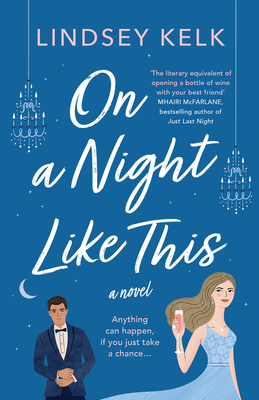 LINDSEY KELK
'The literary equivalent of
opening a bottle of wine
with your best friend'
MHAIRI McFARLANE,
bestselling author of
Just Last Night
On
a Night
Like This
a novel
Anything
can happen,
if you just take
a chance...